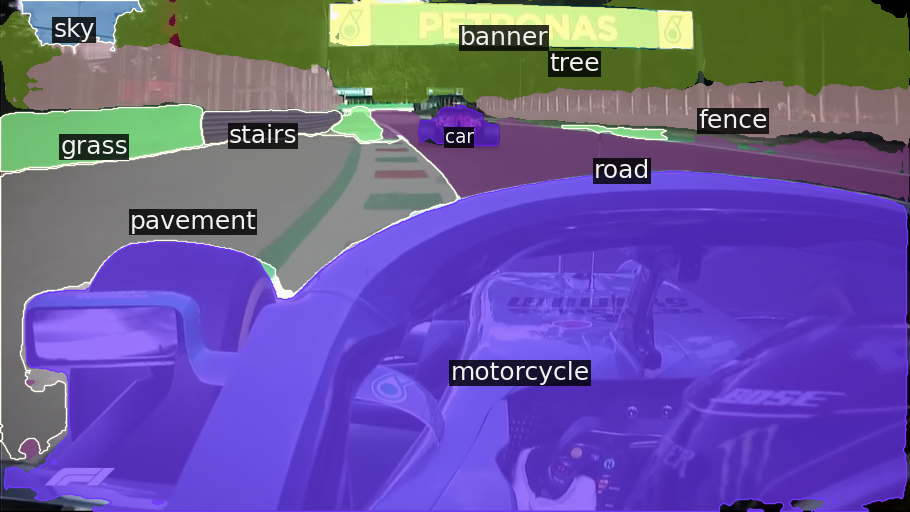 sky
PETRONAS
banner
tree
fence
grass
stairs
car
road
pavement
motorcycle
BOSE
F1